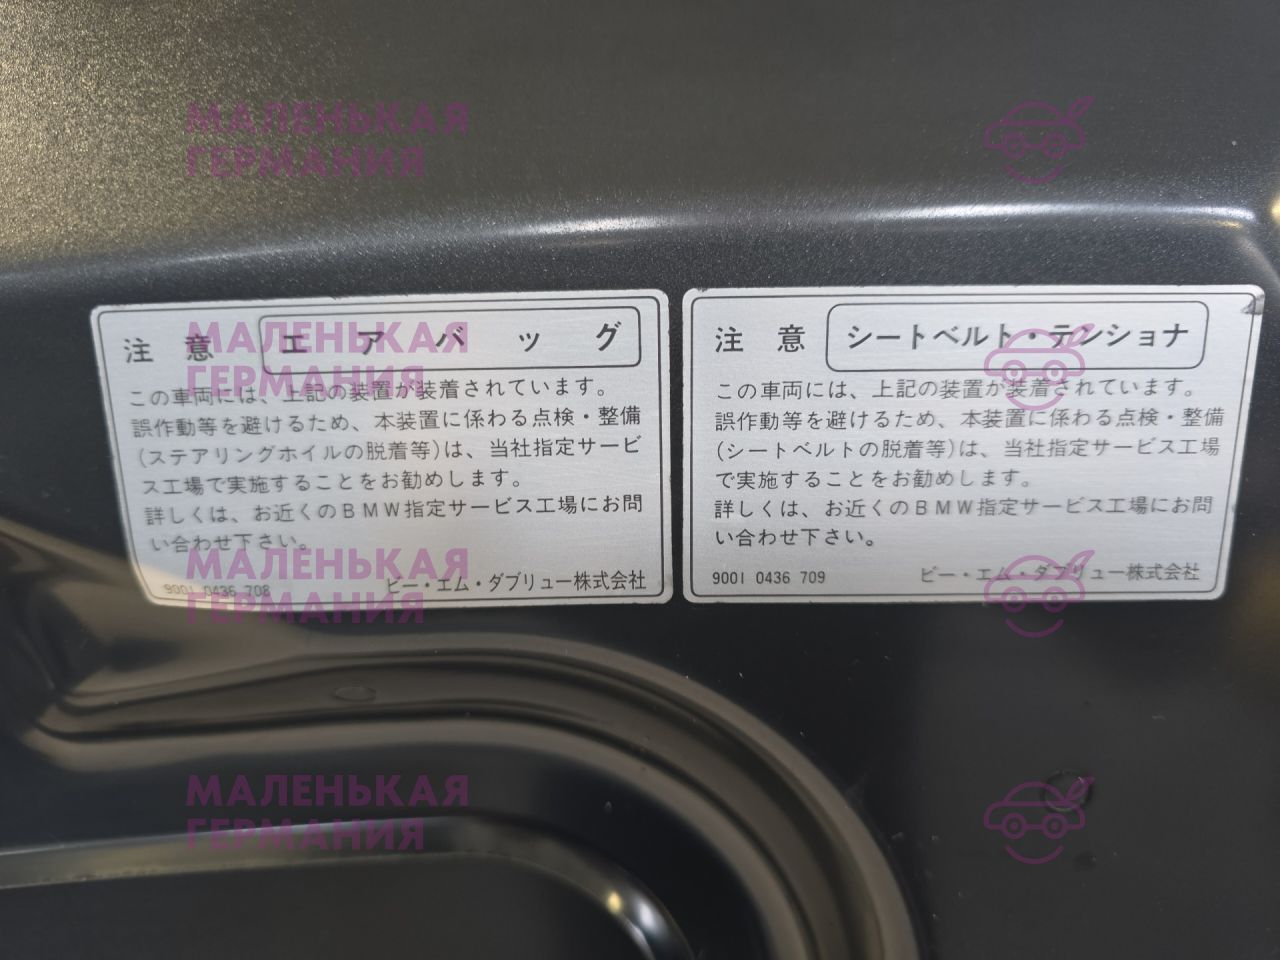 МАЛЕНЬКАЯ
ГЕРМАНИЯ
注意 エアバッグ
この車両には、上記の装置が装着されています。
誤作動等を避けるため、本装置に係わる点検・整備
(ステアリングホイルの脱着等)は、当社指定サービ
ス工場で実施することをお勧めします。
詳しくは、お近くのBMW指定サービス工場にお問
い合わせ下さい。
9001 0436 708 ビー・エム・ダブリュー株式会社
注意 シートベルト・テンショナ
この車両には、上記の装置が装着されています。
誤作動等を避けるため、本装置に係わる点検・整備
(シートベルトの脱着等)は、当社指定サービス工場
で実施することをお勧めします。
詳しくは、お近くのBMW指定サービス工場にお問
い合わせ下さい。
9001 0436 709 ビー・エム・ダブリュー株式会社
МАЛЕНЬКАЯ
ГЕРМАНИЯ
МАЛЕНЬКАЯ
ГЕРМАНИЯ
МАЛЕНЬКАЯ
ГЕРМАНИЯ